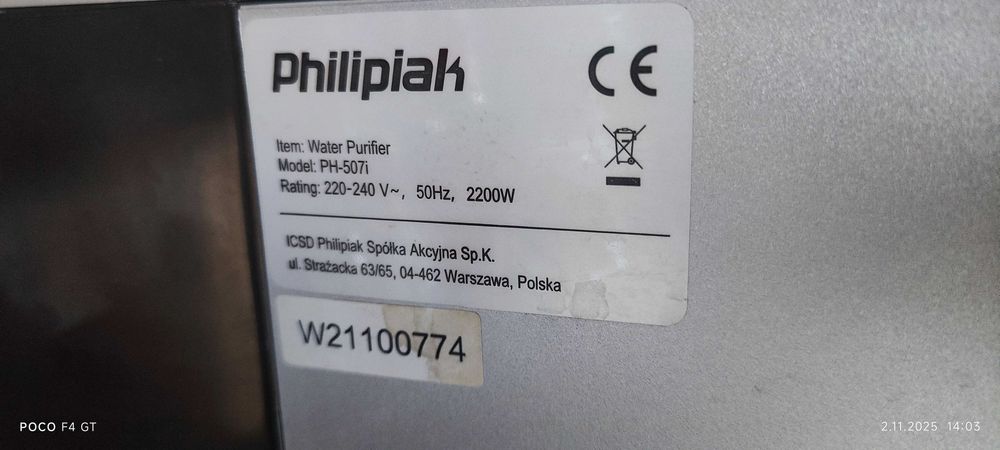 Philipiak
CE
Item: Water Purifier
Model: PH-507i
Rating: 220-240 V~, 50Hz, 2200W
ICSD Philipiak Spółka Akcyjna Sp.K.
ul. Strażacka 63/65, 04-462 Warszawa, Polska
W21100774
POCO F4 GT
2.11.2025 14:03